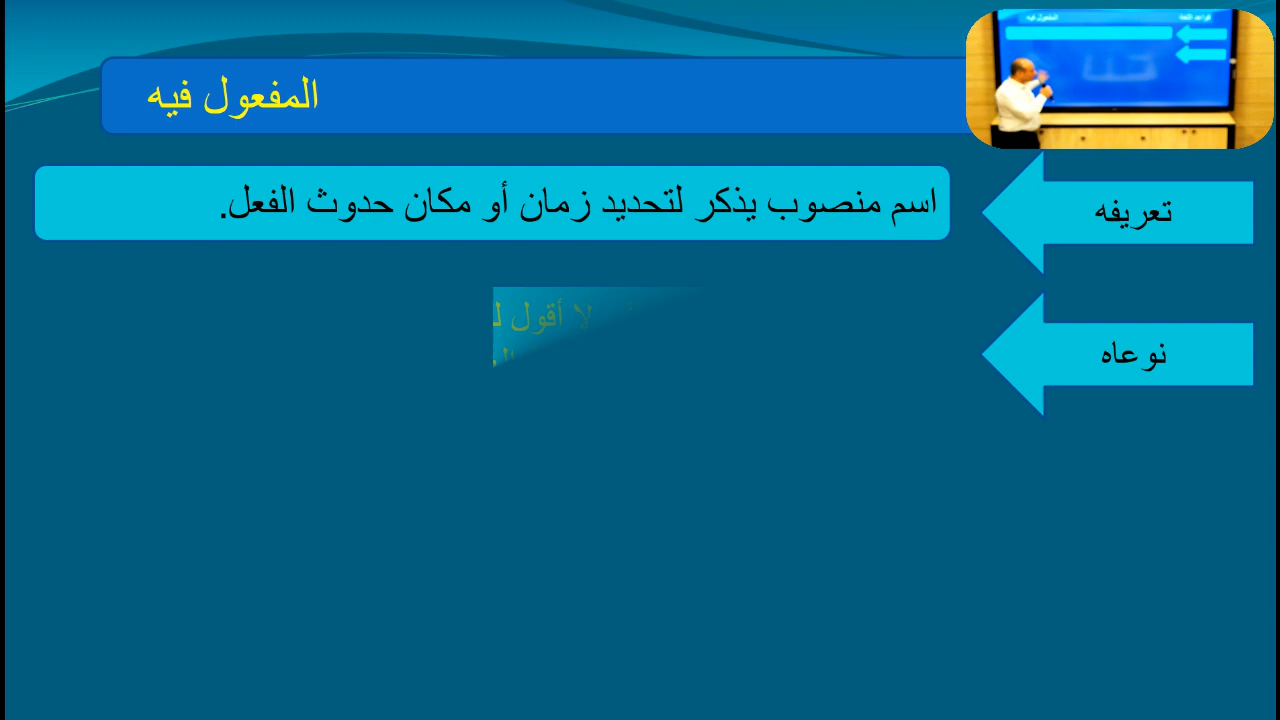 المفعول فيه
تعريفه
اسم منصوب يذكر لتحديد زمان أو مكان حدوث الفعل.
نوعاه
لا أقول